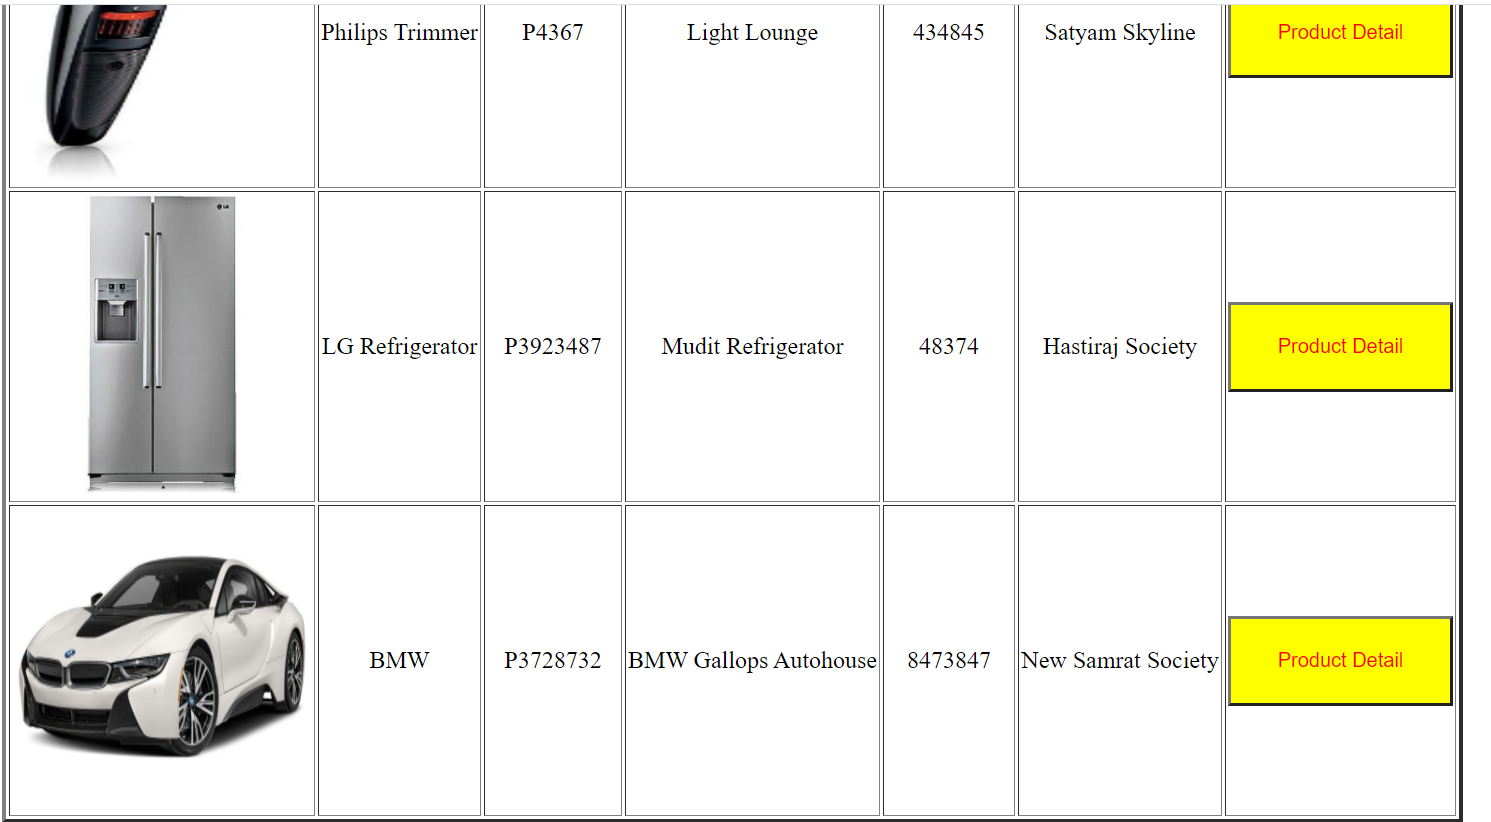 Philips Trimmer P4367 Light Lounge 434845 Satyam Skyline Product Detail
LG
LG Refrigerator P3923487 Mudit Refrigerator 48374 Hastiraj Society Product Detail
BMW P3728732 BMW Gallops Autohouse 8473847 New Samrat Society Product Detail